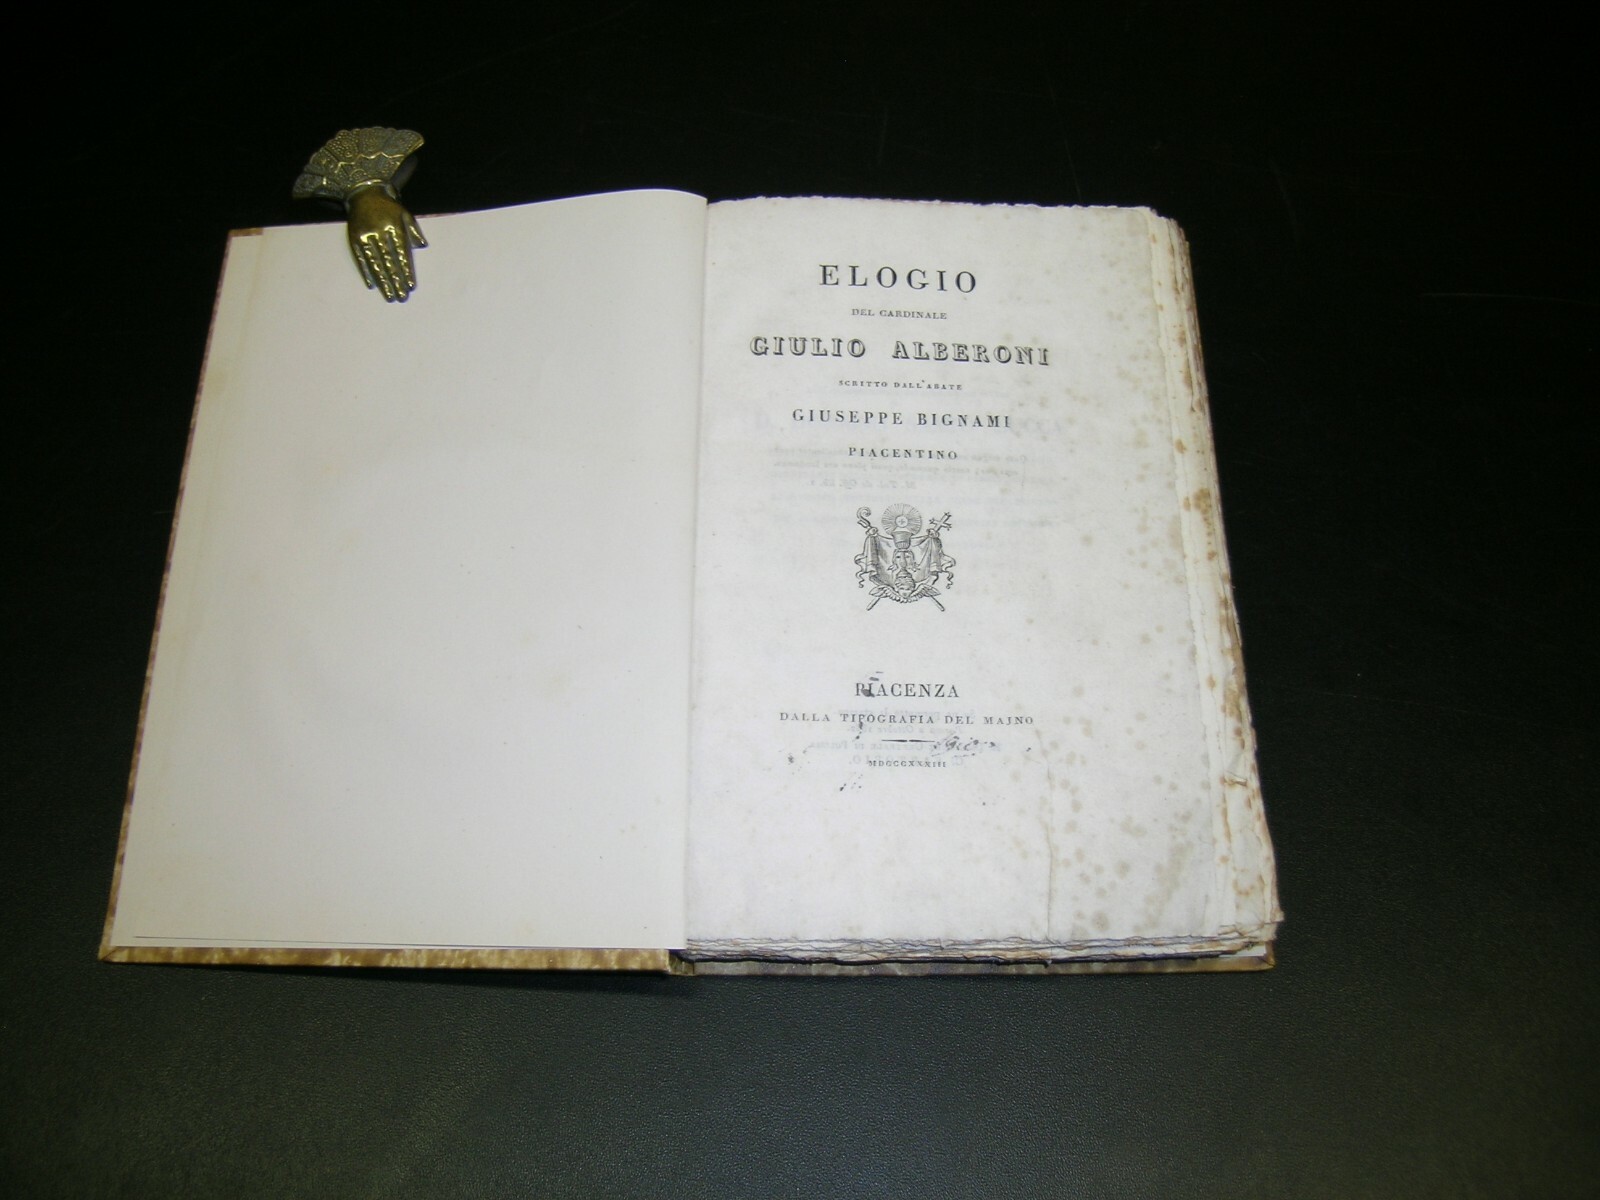 ELOGIO
DEL CARDINALE
GIULIO ALBERONI
SCRITTO DALL'ABATE
GIUSEPPE BIGNAMI
PIACENTINO
PIACENZA
DALLA TIPOGRAFIA DEL MAJNO
MDCCCXXXIII